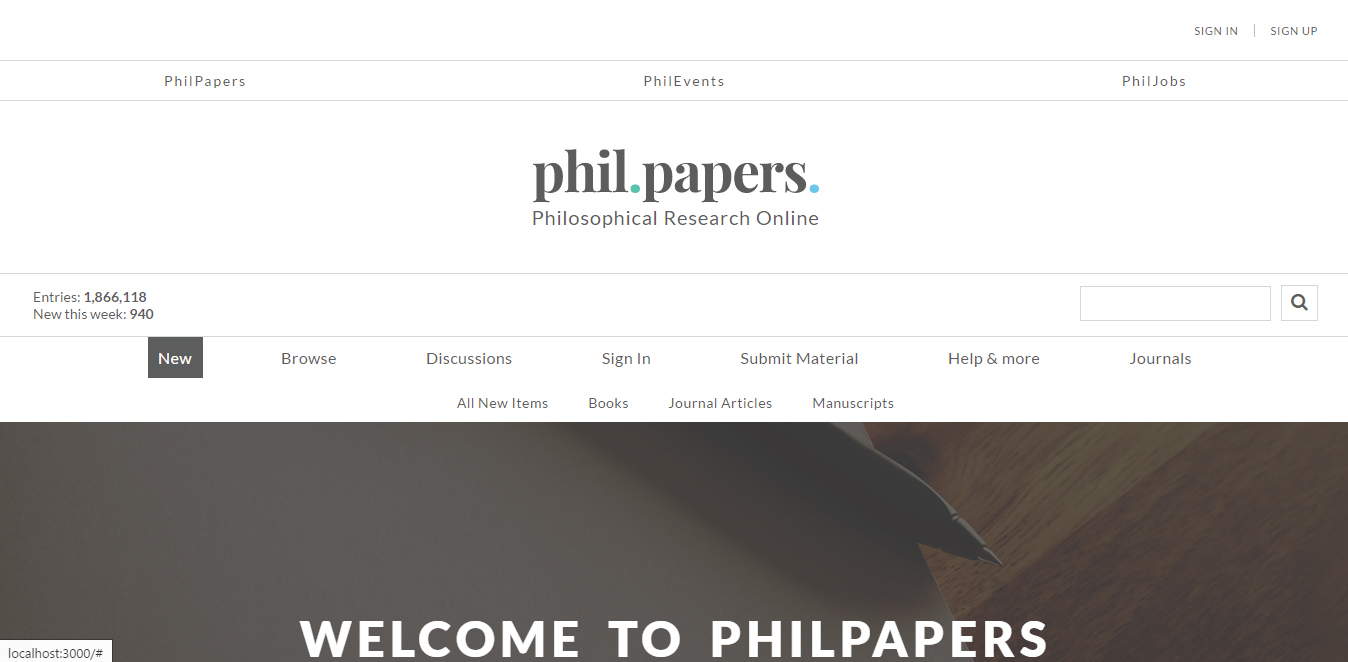 SIGN IN | SIGN UP
PhilPapers PhilEvents PhilJobs
phil.papers.
Philosophical Research Online
Entries: 1,866,118
New this week: 940
New Browse Discussions Sign In Submit Material Help & more Journals
All New Items Books Journal Articles Manuscripts
WELCOME TO PHILPAPERS
localhost:3000/#